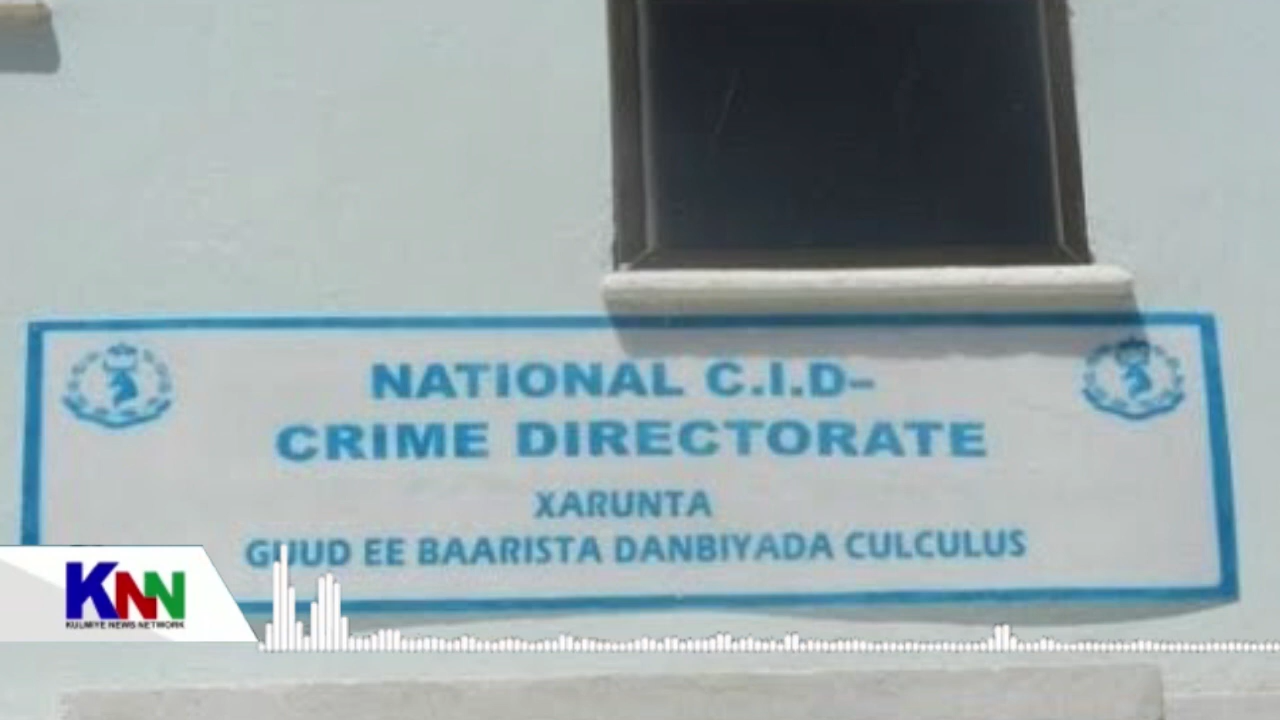 NATIONAL C.I.D–
CRIME DIRECTORATE
XARUNTA
GUUD EE BAARISTA DANBIYADA CULCULUS
KNN
KULMIYE NEWS NETWORK